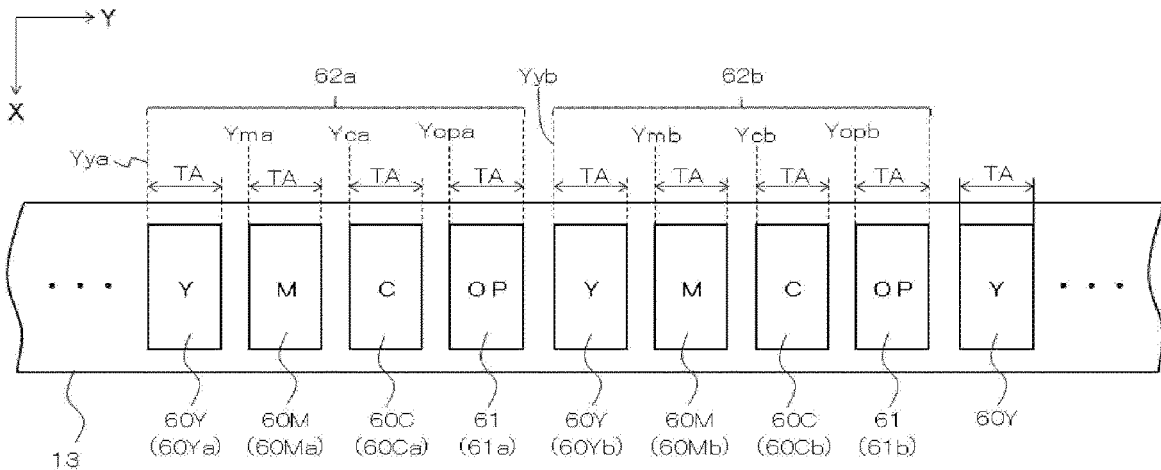 Y
X
62a
Yyb
62b
Yma
Yca
Yopa
Ymb
Ycb
Yopb
Yya
TA TA TA TA TA TA TA TA TA
• • • Y M C OP Y M C OP Y • • •
60Y 60M 60C 61 60Y 60M 60C 61 60Y
(60Ya) (60Ma) (60Ca) (61a) (60Yb) (60Mb) (60Cb) (61b)
13